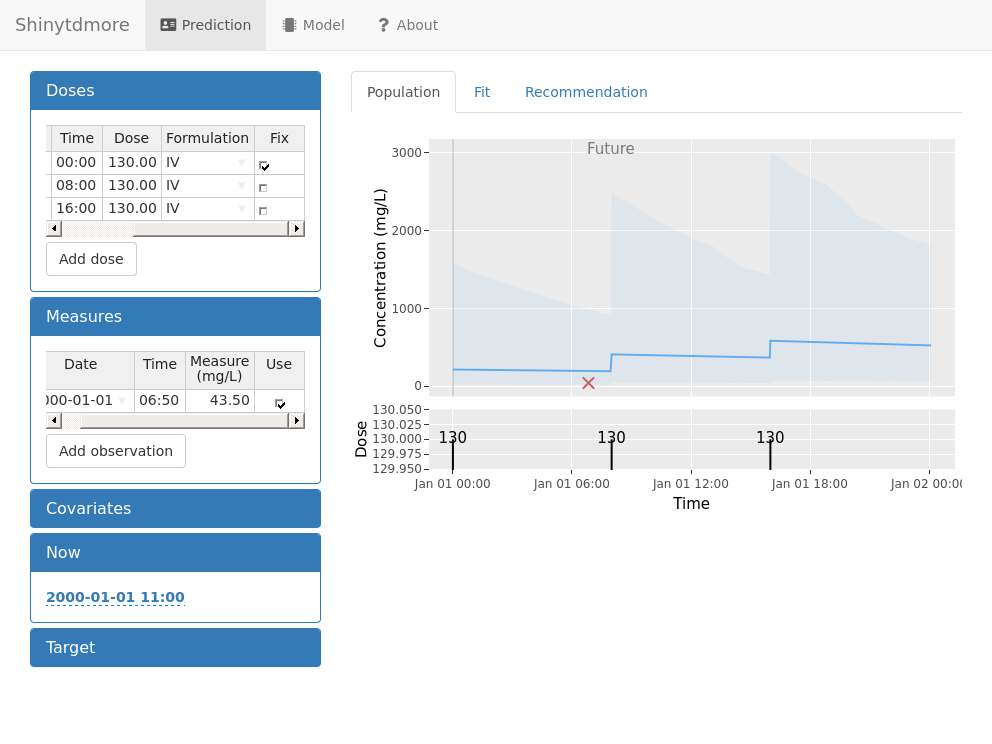 Shinytdmore Prediction Model ? About
Doses
Time Dose Formulation Fix
00:00 130.00 IV
08:00 130.00 IV
16:00 130.00 IV
Add dose
Measures
Date Time Measure (mg/L) Use
000-01-01 06:50 43.50
Add observation
Covariates
Now
2000-01-01 11:00
Target
Population Fit Recommendation
Future
Concentration (mg/L)
3000
2000
1000
0
Dose
130.050
130.025
130.000
129.975
129.950
130 130 130
Jan 01 00:00 Jan 01 06:00 Jan 01 12:00 Jan 01 18:00 Jan 02 00:00
Time